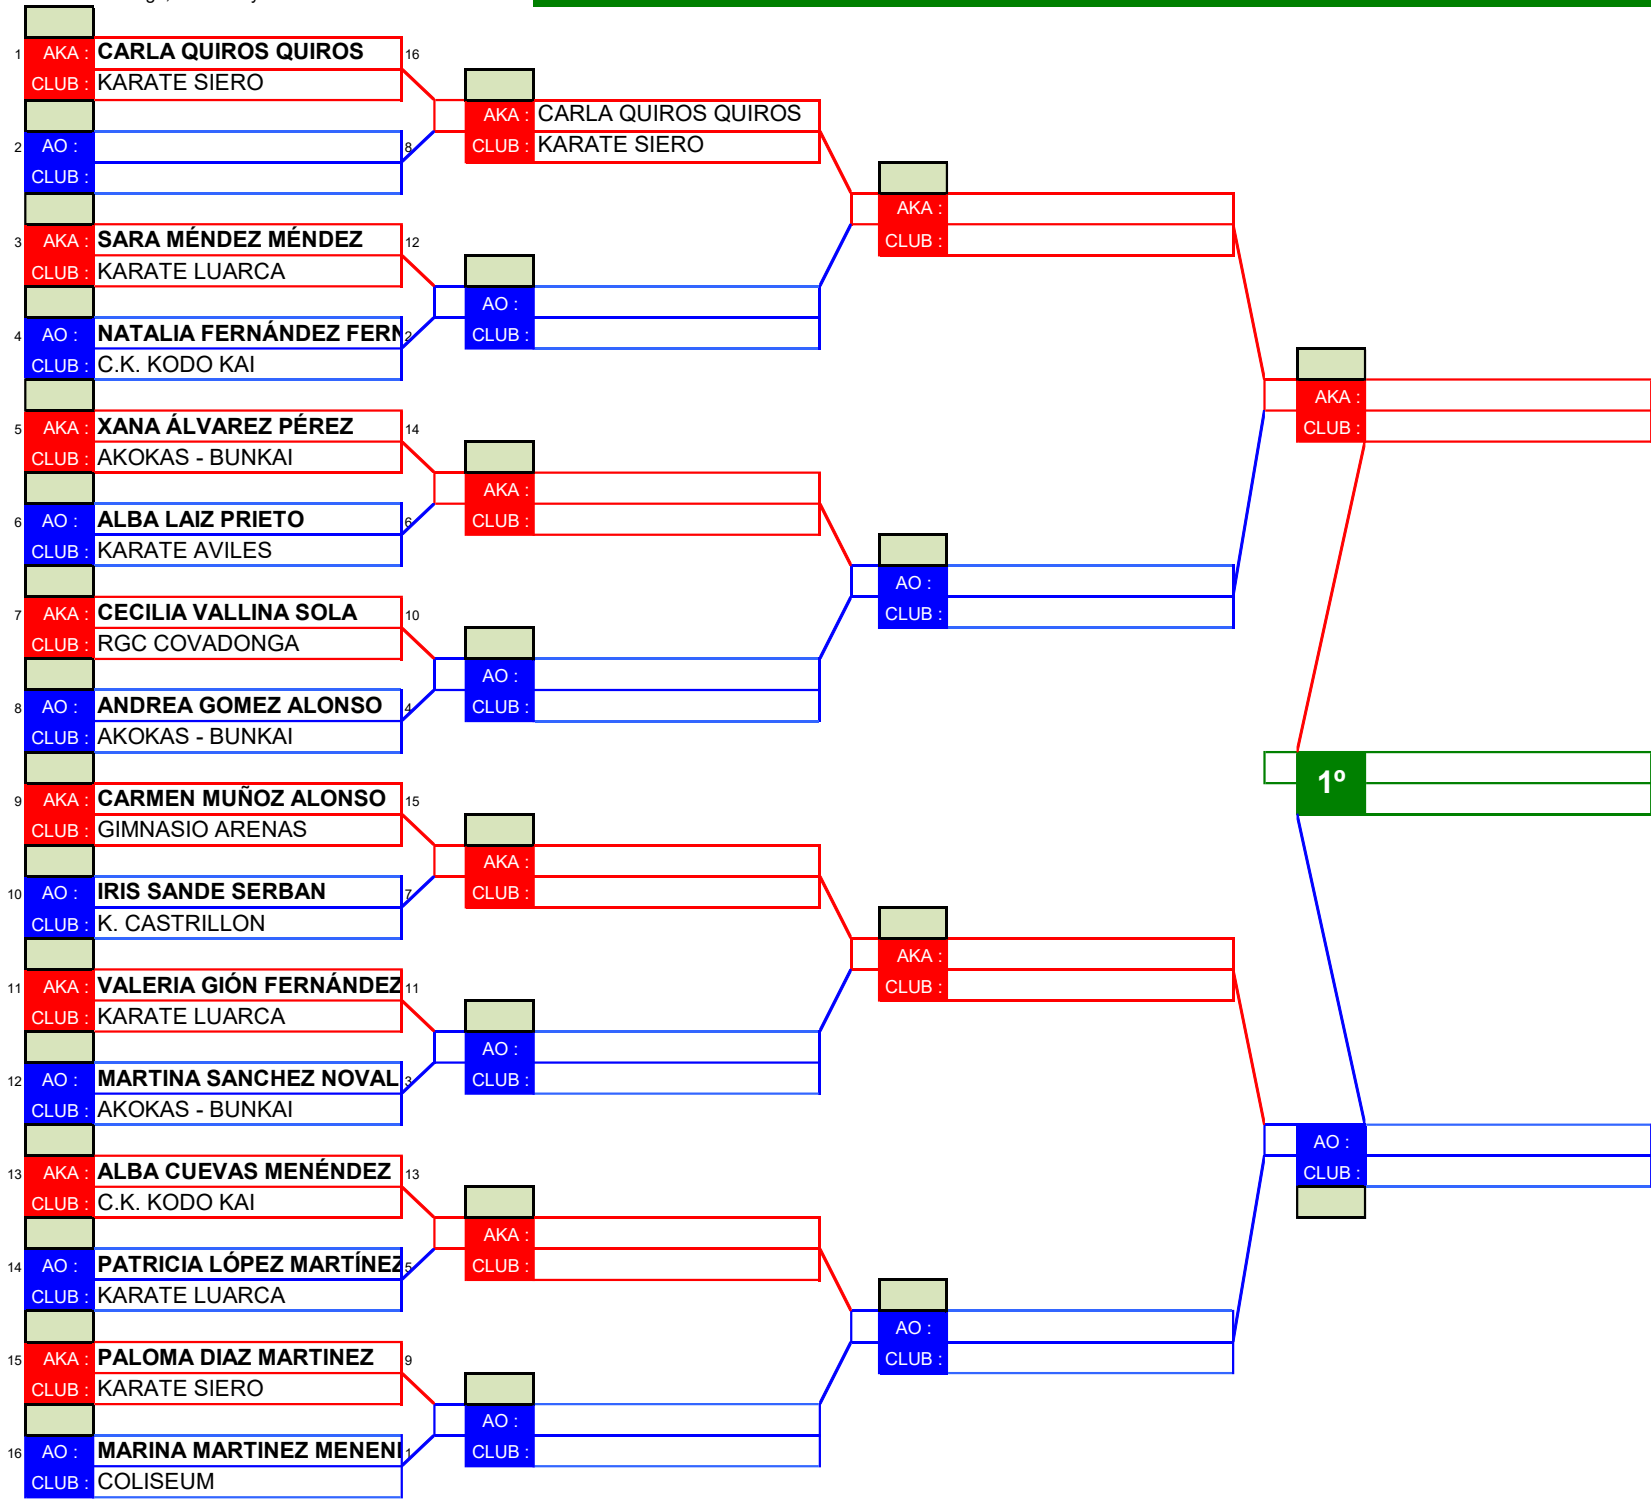 1 AKA : CARLA QUIROS QUIROS 16
CLUB : KARATE SIERO
2 AO : 8
CLUB :
3 AKA : SARA MÉNDEZ MÉNDEZ 12
CLUB : KARATE LUARCA
4 AO : NATALIA FERNÁNDEZ FERN 2
CLUB : C.K. KODO KAI
5 AKA : XANA ÁLVAREZ PÉREZ 14
CLUB : AKOKAS - BUNKAI
6 AO : ALBA LAIZ PRIETO 6
CLUB : KARATE AVILES
7 AKA : CECILIA VALLINA SOLA 10
CLUB : RGC COVADONGA
8 AO : ANDREA GOMEZ ALONSO 4
CLUB : AKOKAS - BUNKAI
9 AKA : CARMEN MUÑOZ ALONSO 15
CLUB : GIMNASIO ARENAS
10 AO : IRIS SANDE SERBAN 7
CLUB : K. CASTRILLON
11 AKA : VALERIA GIÓN FERNÁNDEZ 11
CLUB : KARATE LUARCA
12 AO : MARTINA SANCHEZ NOVAL 3
CLUB : AKOKAS - BUNKAI
13 AKA : ALBA CUEVAS MENÉNDEZ 13
CLUB : C.K. KODO KAI
14 AO : PATRICIA LÓPEZ MARTÍNEZ 5
CLUB : KARATE LUARCA
15 AKA : PALOMA DIAZ MARTINEZ 9
CLUB : KARATE SIERO
16 AO : MARINA MARTINEZ MENEN 1
CLUB : COLISEUM
AKA : CARLA QUIROS QUIROS
CLUB : KARATE SIERO
AO :
CLUB :
AKA :
CLUB :
AO :
CLUB :
AKA :
CLUB :
AO :
CLUB :
AKA :
CLUB :
AO :
CLUB :
AKA :
CLUB :
AO :
CLUB :
AKA :
CLUB :
AO :
CLUB :
AKA :
CLUB :
1º
AO :
CLUB :